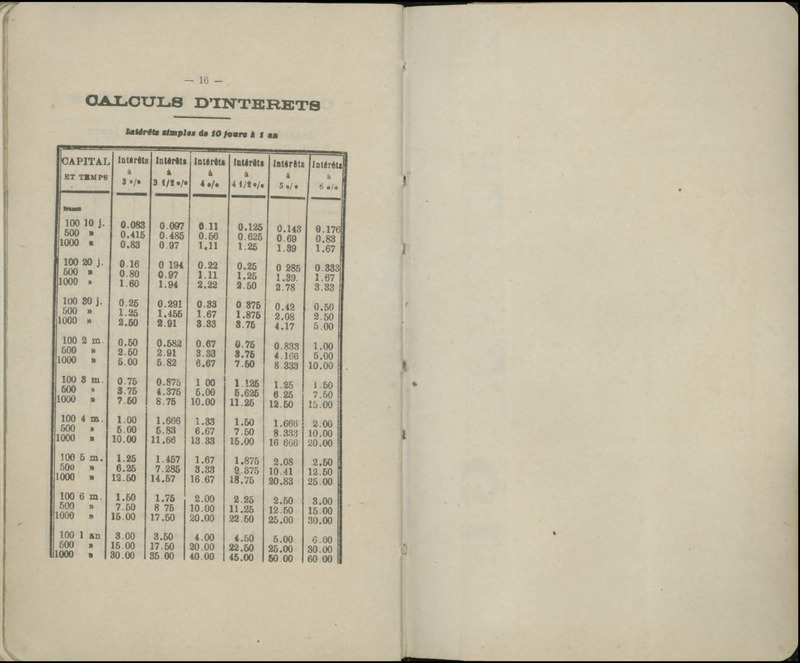 — 16 —
CALCULS D'INTERETS
Intérêts simples de 10 jours à 1 an
CAPITAL ET TEMPS Intérêts à 3 o/o Intérêts à 3 1/2 o/o Intérêts à 4 o/o Intérêts à 4 1/2 o/o Intérêts à 5 o/o Intérêts à 6 o/o
francs
100 10 j. 0.083 0.097 0.11 0.125 0.143 0.176
500 » 0.415 0.485 0.56 0.625 0.69 0.83
1000 « 0.83 0.97 1.11 1.25 1.39 1.67
100 20 j. 0.16 0 194 0.22 0.25 0 285 0.333
500 » 0.80 0.97 1.11 1.25 1.39. 1.67
1000 » 1.60 1.94 2.22 2.50 2.78 3.33
100 30 j. 0.25 0.291 0.33 0.375 0.42 0.50
500 » 1.25 1.455 1.67 1.875 2.08 2.50
1000 » 2.50 2.91 3.33 3.75 4.17 5.00
100 2 m. 0.50 0.582 0.67 0.75 0.833 1.00
500 » 2.50 2.91 3.33 3.75 4.166 5.00
1000 » 5.00 5.82 6.67 7.50 8.333 10.00
100 3 m. 0.75 0.875 1 00 1.125 1.25 1.50
500 » 3.75 4.375 5.00 5.625 6 25 7.50
1000 » 7.50 8.75 10.00 11.25 12.50 15.00
100 4 m. 1.00 1.666 1.33 1.50 1.666 2.00
500 » 5.00 5.83 6.67 7.50 8.333 10.00
1000 » 10.00 11.66 13.33 15.00 16 666 20.00
100 5 m. 1.25 1.457 1.67 1.875 2.08 2.50
500 » 6.25 7.285 3.33 9.375 10.41 12.50
1000 » 12.50 14.57 16.67 18.75 20.83 25.00
100 6 m. 1.50 1.75 2.00 2.25 2.50 3.00
500 » 7.50 8 75 10.00 11.25 12.50 15.00
1000 » 15.00 17.50 20.00 22.50 25.00 30.00
100 1 an 3.00 3.50 4.00 4.50 5.00 6.00
500 » 15.00 17.50 20.00 22.50 25.00 30.00
1000 » 30.00 35.00 40.00 45.00 50 00 60 00